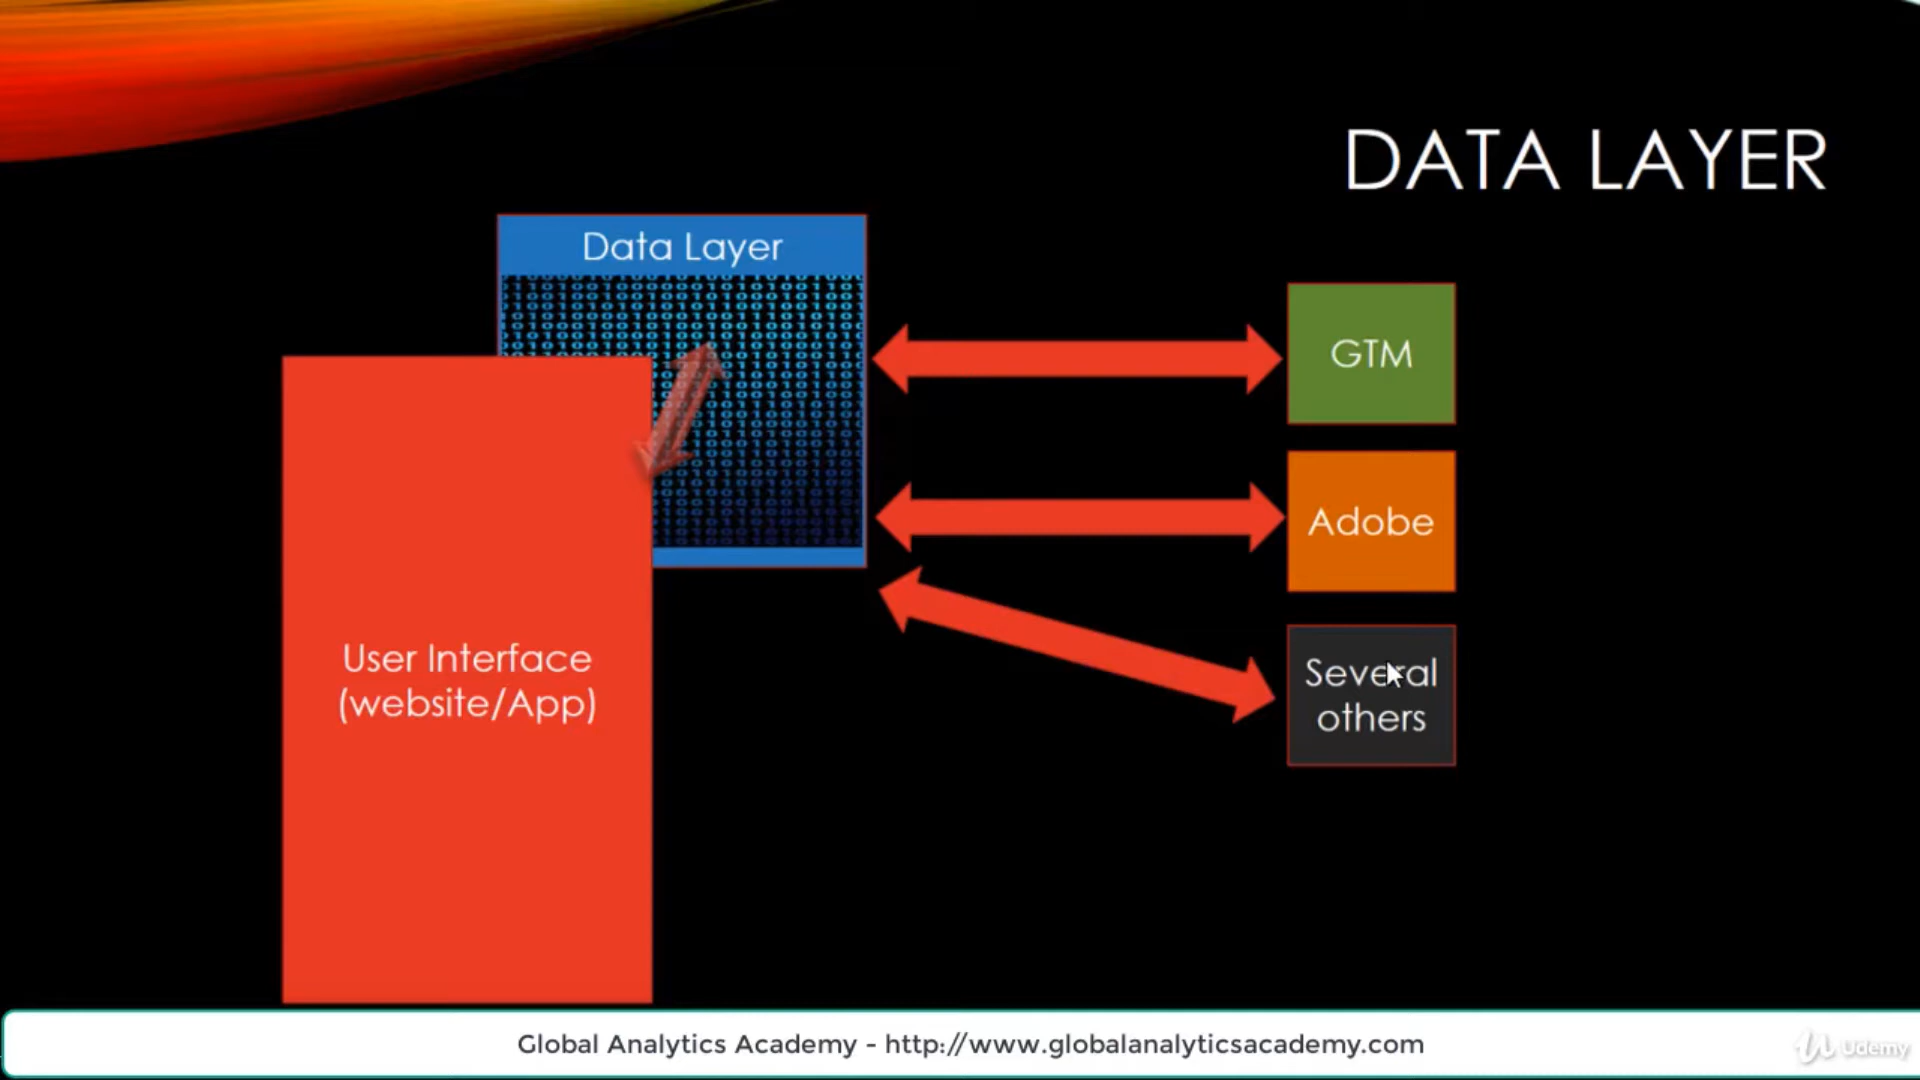 DATA LAYER
Data Layer
GTM
Adobe
Several
others
User Interface
(website/App)
Global Analytics Academy - http://www.globalanalyticsacademy.com
Udemy